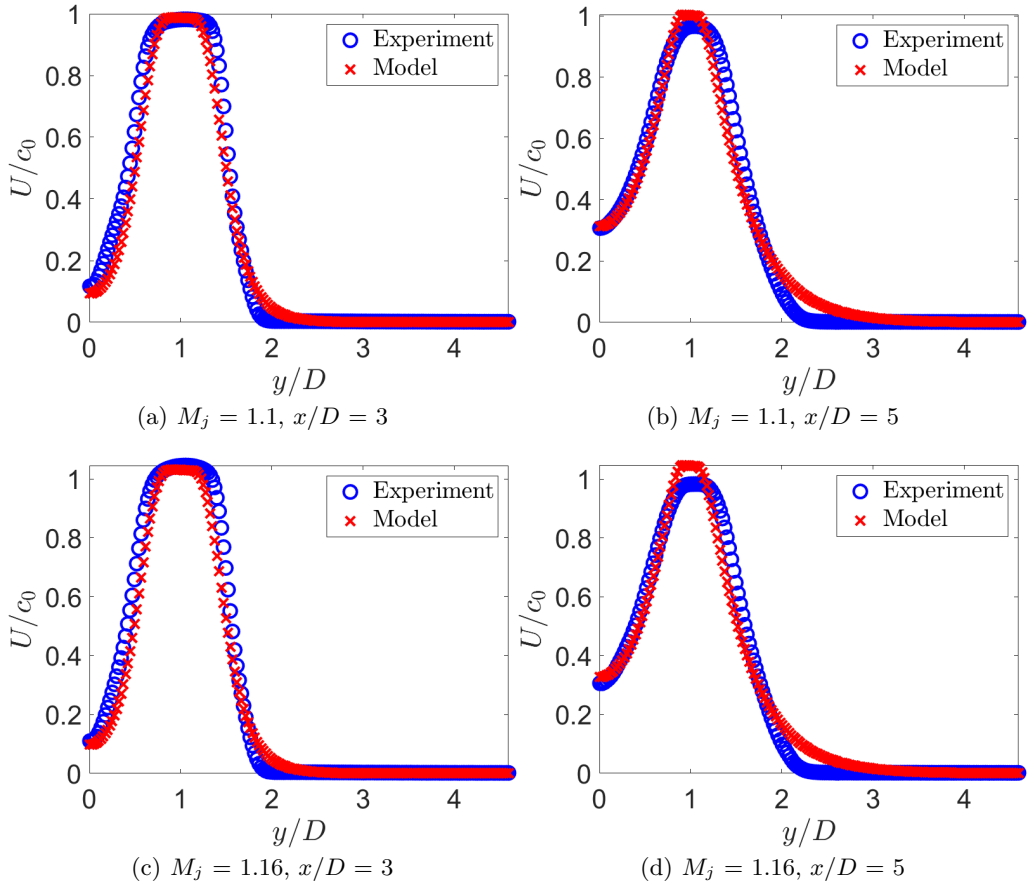 1
0.8
0.6
0.4
0.2
0
U/c0
0 1 2 3 4
y/D
Experiment
Model
(a) Mj = 1.1, x/D = 3
1
0.8
0.6
0.4
0.2
0
U/c0
0 1 2 3 4
y/D
Experiment
Model
(b) Mj = 1.1, x/D = 5
1
0.8
0.6
0.4
0.2
0
U/c0
0 1 2 3 4
y/D
Experiment
Model
(c) Mj = 1.16, x/D = 3
1
0.8
0.6
0.4
0.2
0
U/c0
0 1 2 3 4
y/D
Experiment
Model
(d) Mj = 1.16, x/D = 5